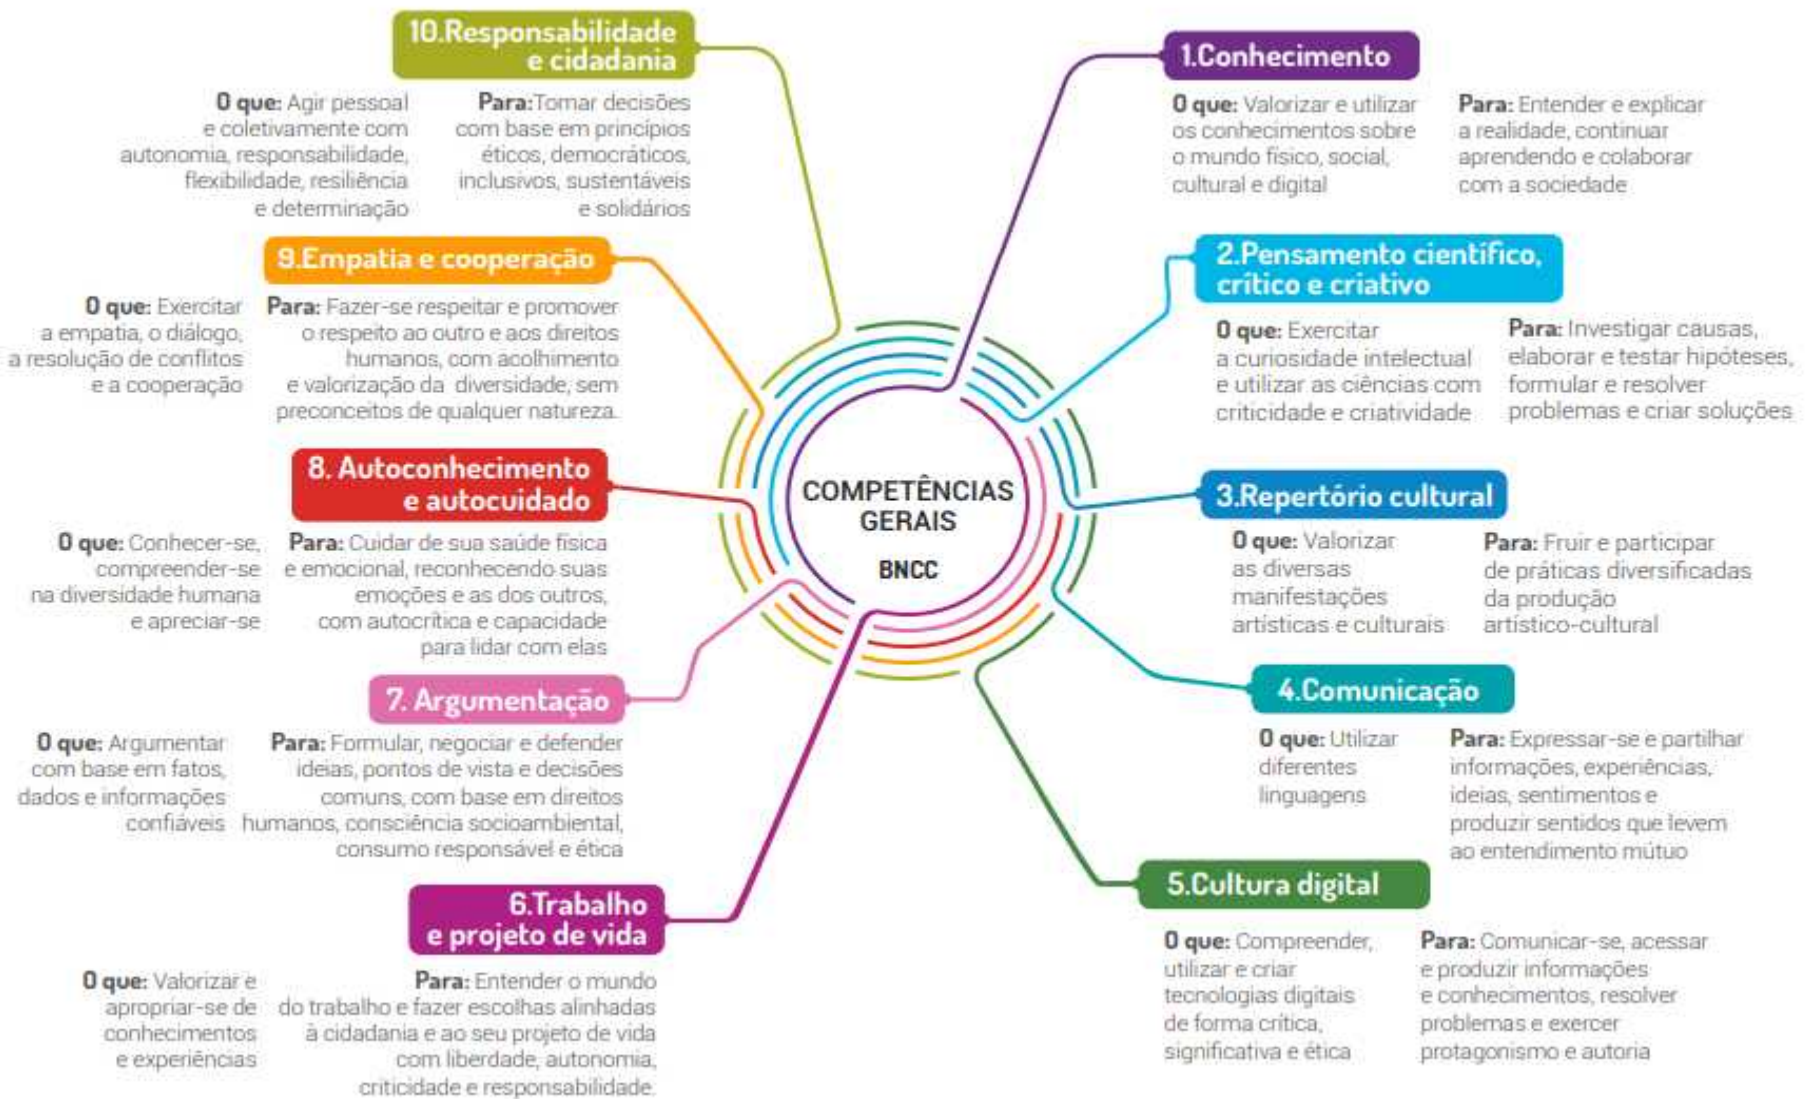 COMPETÊNCIAS
GERAIS
BNCC
1.Conhecimento
O que: Valorizar e utilizar
os conhecimentos sobre
o mundo físico, social,
cultural e digital
Para: Entender e explicar
a realidade, continuar
aprendendo e colaborar
com a sociedade
2.Pensamento científico,
crítico e criativo
O que: Exercitar
a curiosidade intelectual
e utilizar as ciências com
criticidade e criatividade
Para: Investigar causas,
elaborar e testar hipóteses,
formular e resolver
problemas e criar soluções
3.Repertório cultural
O que: Valorizar
as diversas
manifestações
artísticas e culturais
Para: Fruir e participar
de práticas diversificadas
da produção
artístico-cultural
4.Comunicação
O que: Utilizar
diferentes
linguagens
Para: Expressar-se e partilhar
informações, experiências,
ideias, sentimentos e
produzir sentidos que levem
ao entendimento mútuo
5.Cultura digital
O que: Compreender,
utilizar e criar
tecnologias digitais
de forma crítica,
significativa e ética
Para: Comunicar-se, acessar
e produzir informações
e conhecimentos, resolver
problemas e exercer
protagonismo e autoria
6.Trabalho
e projeto de vida
O que: Valorizar e
apropriar-se de
conhecimentos
e experiências
Para: Entender o mundo
do trabalho e fazer escolhas alinhadas
à cidadania e ao seu projeto de vida
com liberdade, autonomia,
criticidade e responsabilidade.
7. Argumentação
O que: Argumentar
com base em fatos,
dados e informações
confiáveis
Para: Formular, negociar e defender
ideias, pontos de vista e decisões
comuns, com base em direitos
humanos, consciência socioambiental,
consumo responsável e ética
8. Autoconhecimento
e autocuidado
O que: Conhecer-se,
compreender-se
na diversidade humana
e apreciar-se
Para: Cuidar de sua saúde física
e emocional, reconhecendo suas
emoções e as dos outros,
com autocrítica e capacidade
para lidar com elas
9.Empatia e cooperação
O que: Exercitar
a empatia, o diálogo,
a resolução de conflitos
e a cooperação
Para: Fazer-se respeitar e promover
o respeito ao outro e aos direitos
humanos, com acolhimento
e valorização da diversidade, sem
preconceitos de qualquer natureza.
10.Responsabilidade
e cidadania
O que: Agir pessoal
e coletivamente com
autonomia, responsabilidade,
flexibilidade, resiliência
e determinação
Para:Tomar decisões
com base em princípios
éticos, democráticos,
inclusivos, sustentáveis
e solidários